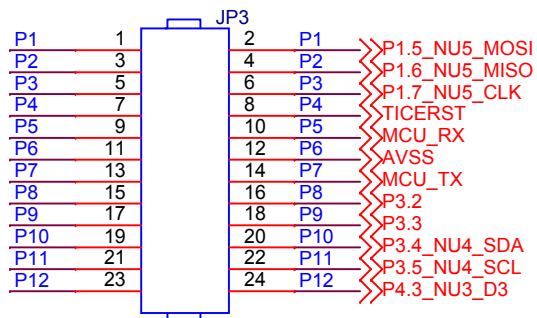 JP3
P1 1 2 P1 P1.5_NU5_MOSI
P2 3 4 P2 P1.6_NU5_MISO
P3 5 6 P3 P1.7_NU5_CLK
P4 7 8 P4 TICERST
P5 9 10 P5 MCU_RX
P6 11 12 P6 AVSS
P7 13 14 P7 MCU_TX
P8 15 16 P8 P3.2
P9 17 18 P9 P3.3
P10 19 20 P10 P3.4_NU4_SDA
P11 21 22 P11 P3.5_NU4_SCL
P12 23 24 P12 P4.3_NU3_D3